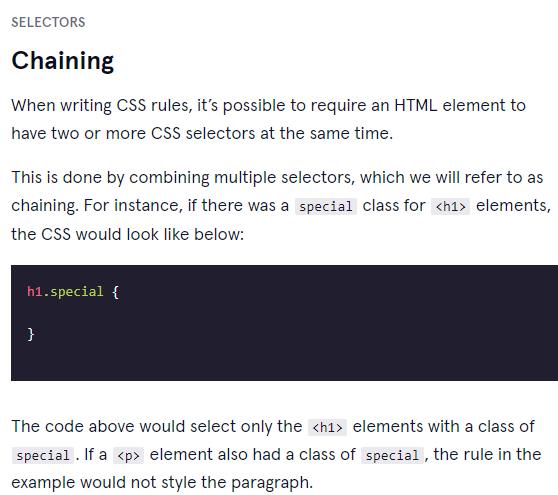 SELECTORS
Chaining
When writing CSS rules, it’s possible to require an HTML element to
have two or more CSS selectors at the same time.
This is done by combining multiple selectors, which we will refer to as
chaining. For instance, if there was a special class for <h1> elements,
the CSS would look like below:
h1.special {
}
The code above would select only the <h1> elements with a class of
special. If a <p> element also had a class of special, the rule in the
example would not style the paragraph.